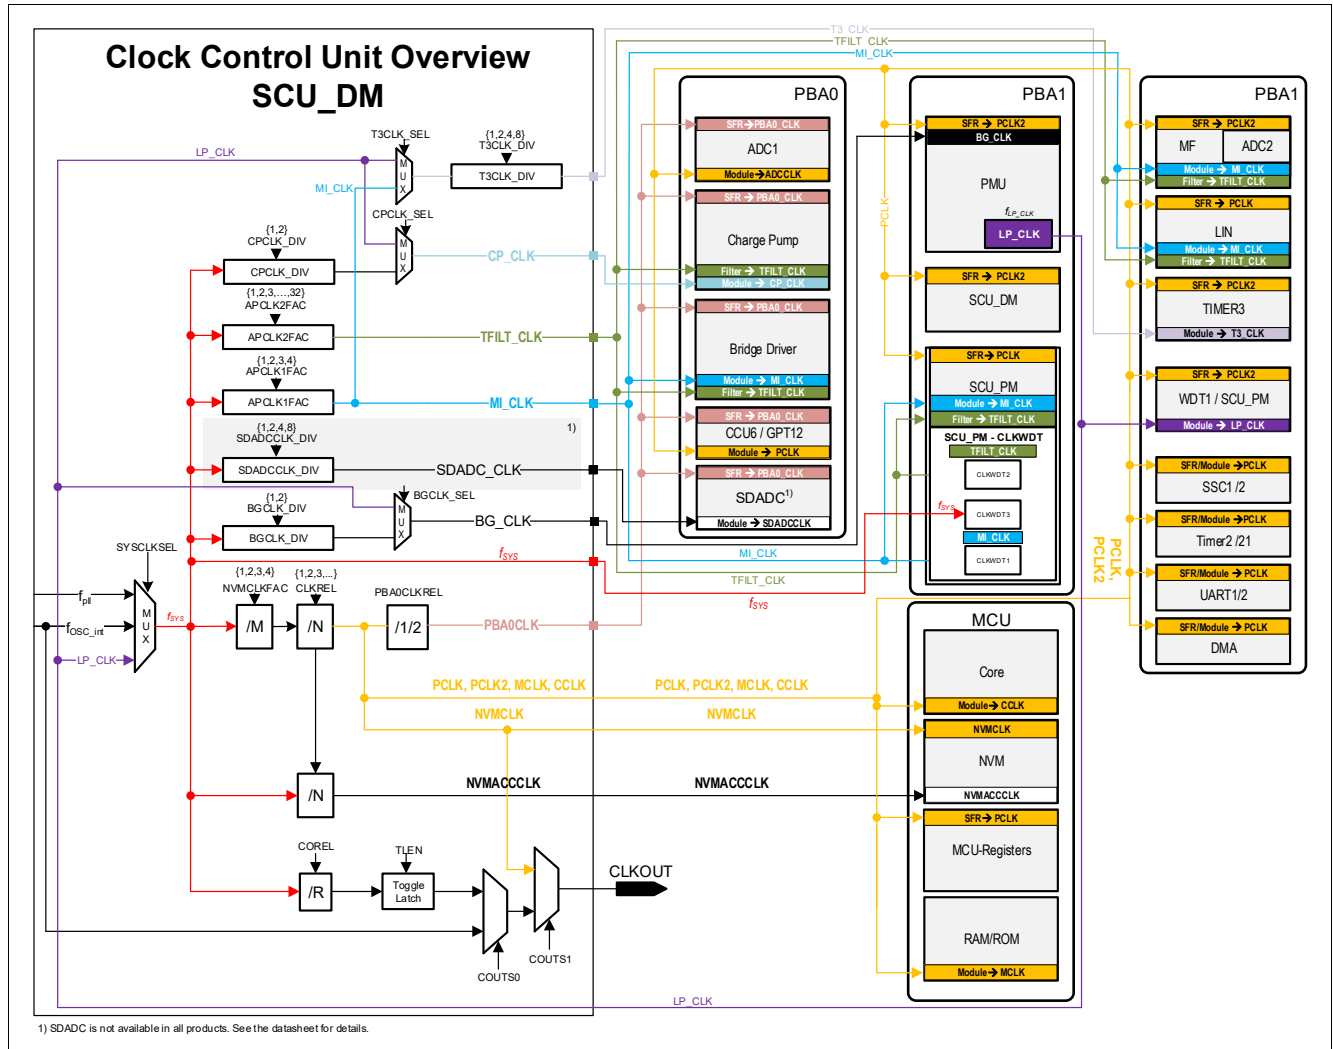 Clock Control Unit Overview
SCU_DM
T3_CLK
TFILT_CLK
MI_CLK
T3CLK_SEL
{1,2,4,8}
T3CLK_DIV
LP_CLK
MUX
T3CLK_DIV
MI_CLK
CPCLK_SEL
{1,2}
CPCLK_DIV
MUX
CP_CLK
CPCLK_DIV
{1,2,3,...,32}
APCLK2FAC
APCLK2FAC
TFILT_CLK
{1,2,3,4}
APCLK1FAC
APCLK1FAC
MI_CLK
{1,2,4,8}
1)
SDADCCLK_DIV
SDADCCLK_DIV
SDADC_CLK
BGCLK_SEL
{1,2}
BGCLK_DIV
MUX
BGCLK_DIV
BG_CLK
SYSCLKSEL
fSYS
{1,2,3,4}
NVMCLKFAC
{1,2,3,...}
CLKREL
PBA0CLKREL
fpll
MUX
fOSC_int
fSYS
/M
/N
/1/2
PBA0CLK
LP_CLK
PCLK, PCLK2, MCLK, CCLK
PCLK, PCLK2, MCLK, CCLK
NVMCLK
NVMCLK
/N
NVMACCCLK
NVMACCCLK
COREL
TLEN
/R
Toggle
Latch
CLKOUT
COUTS1
COUTS0
LP_CLK
PBA0
SFR→PBA0_CLK
ADC1
Module→ADCCLK
SFR→ PBA0_CLK
Charge Pump
Filter → TFILT_CLK
Module → CP_CLK
SFR→ PBA0_CLK
Bridge Driver
Module → MI_CLK
Filter → TFILT_CLK
SFR→ PBA0_CLK
CCU6 / GPT12
Module → PCLK
SFR→ PBA0_CLK
SDADC1)
Module → SDADCCLK
PCLK
MI_CLK
TFILT_CLK
fSYS
PBA1
SFR → PCLK2
BG_CLK
PMU
fLP_CLK
LP_CLK
SFR → PCLK2
SCU_DM
SFR→ PCLK
SCU_PM
Module→ MI_CLK
Filter→ TFILT_CLK
SCU_PM - CLKWDT
TFILT_CLK
CLKWDT2
fSYS
CLKWDT3
MI_CLK
CLKWDT1
MCU
Core
Module→ CCLK
NVMCLK
NVM
NVMACCCLK
SFR→ PCLK
MCU-Registers
RAM/ROM
Module→ MCLK
PCLK,
PCLK2
PBA1
SFR → PCLK2
MF
ADC2
Module→ MI_CLK
Filter→ TFILT_CLK
SFR → PCLK
LIN
Module→ MI_CLK
Filter→ TFILT_CLK
SFR → PCLK2
TIMER3
Module → T3_CLK
SFR → PCLK2
WDT1 / SCU_PM
Module→ LP_CLK
SFR/Module →PCLK
SSC1 /2
SFR/Module →PCLK
Timer2 /21
SFR/Module → PCLK
UART1/2
SFR/Module→ PCLK
DMA
1) SDADC is not available in all products. See the datasheet for details.